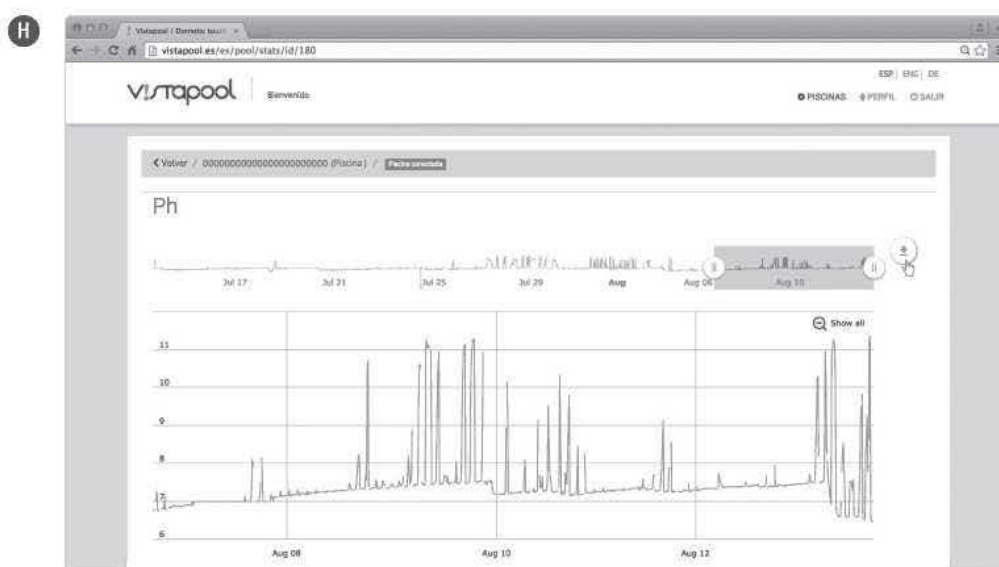 H
Vistapool | Domotic touch
vistapool.es/es/pool/stats/id/180
ESP | ENG | DE
VISTAPOOL
Bienvenido
PISCINAS PERFIL SALIR
Volver / (Piscina) /
Ph
Jul 17 Jul 21 Jul 25 Jul 29 Aug Aug 06 Aug 10
Show all
11
10
9
8
7
6
Aug 08 Aug 10 Aug 12